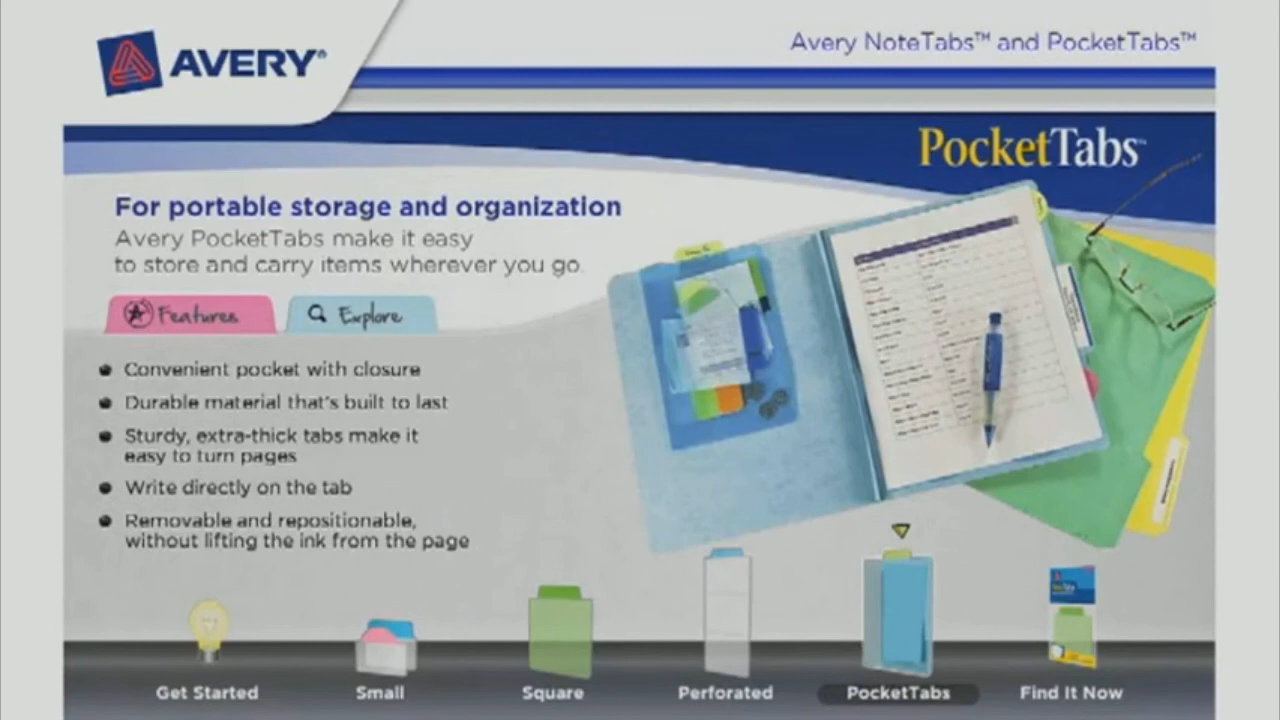 AVERY®
Avery NoteTabs™ and PocketTabs™
PocketTabs™
For portable storage and organization
Avery PocketTabs make it easy
to store and carry items wherever you go.
Features
Explore
Convenient pocket with closure
Durable material that's built to last
Sturdy, extra-thick tabs make it
easy to turn pages
Write directly on the tab
Removable and repositionable,
without lifting the ink from the page
Get Started
Small
Square
Perforated
PocketTabs
Find It Now